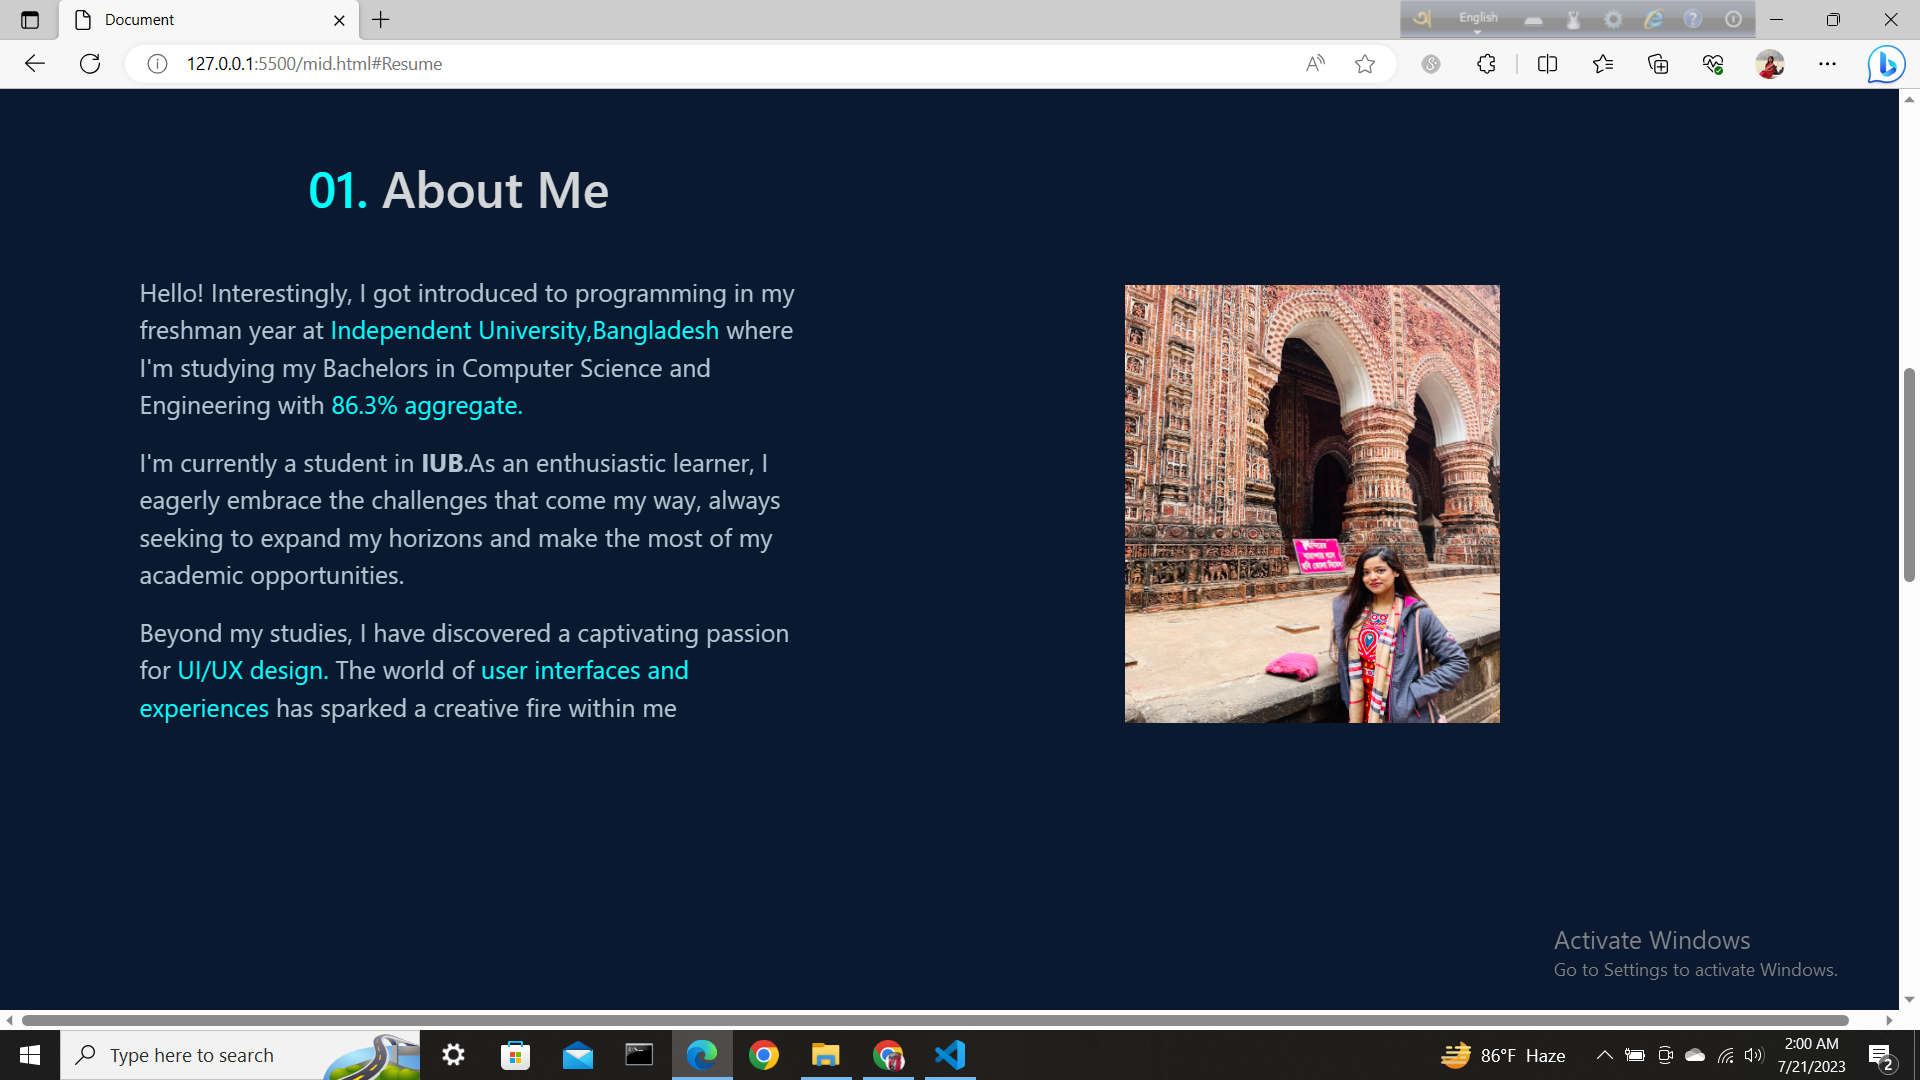 Document
English
127.0.0.1:5500/mid.html#Resume
01. About Me
Hello! Interestingly, I got introduced to programming in my
freshman year at Independent University,Bangladesh where
I'm studying my Bachelors in Computer Science and
Engineering with 86.3% aggregate.
I'm currently a student in IUB.As an enthusiastic learner, I
eagerly embrace the challenges that come my way, always
seeking to expand my horizons and make the most of my
academic opportunities.
Beyond my studies, I have discovered a captivating passion
for UI/UX design. The world of user interfaces and
experiences has sparked a creative fire within me
Activate Windows
Go to Settings to activate Windows.
Type here to search
86°F Haze
2:00 AM
7/21/2023
2